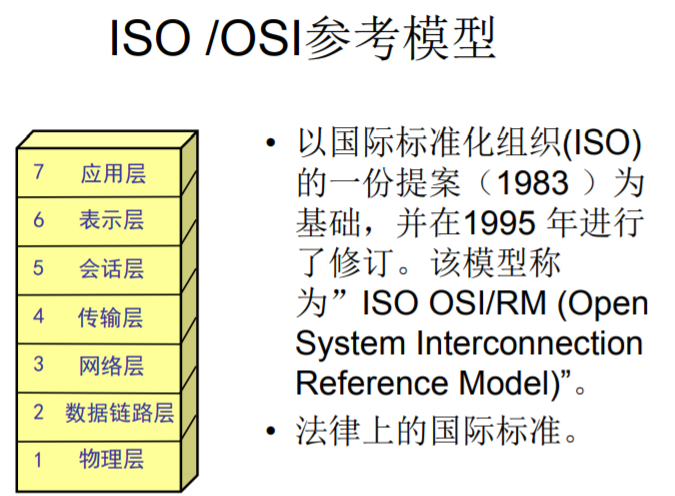 ISO /OSI参考模型
7 应用层
6 表示层
5 会话层
4 传输层
3 网络层
2 数据链路层
1 物理层
• 以国际标准化组织(ISO)
的一份提案（1983 ）为
基础，并在1995 年进行
了修订。该模型称
为” ISO OSI/RM (Open
System Interconnection
Reference Model)”。
• 法律上的国际标准。